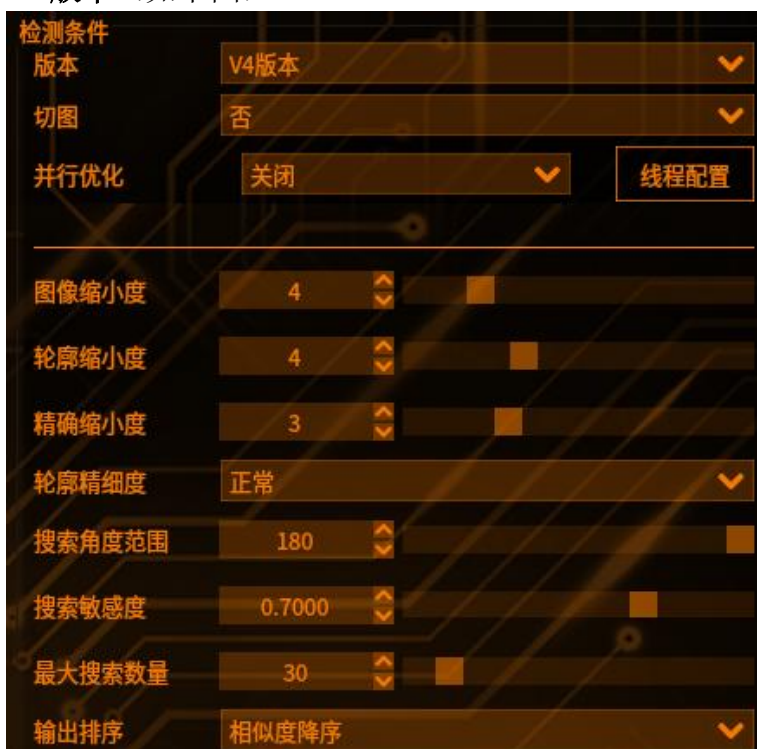 检测条件
版本 V4版本
切图 否
并行优化 关闭 线程配置
图像缩小度 4
轮廓缩小度 4
精确缩小度 3
轮廓精细度 正常
搜索角度范围 180
搜索敏感度 0.7000
最大搜索数量 30
输出排序 相似度降序